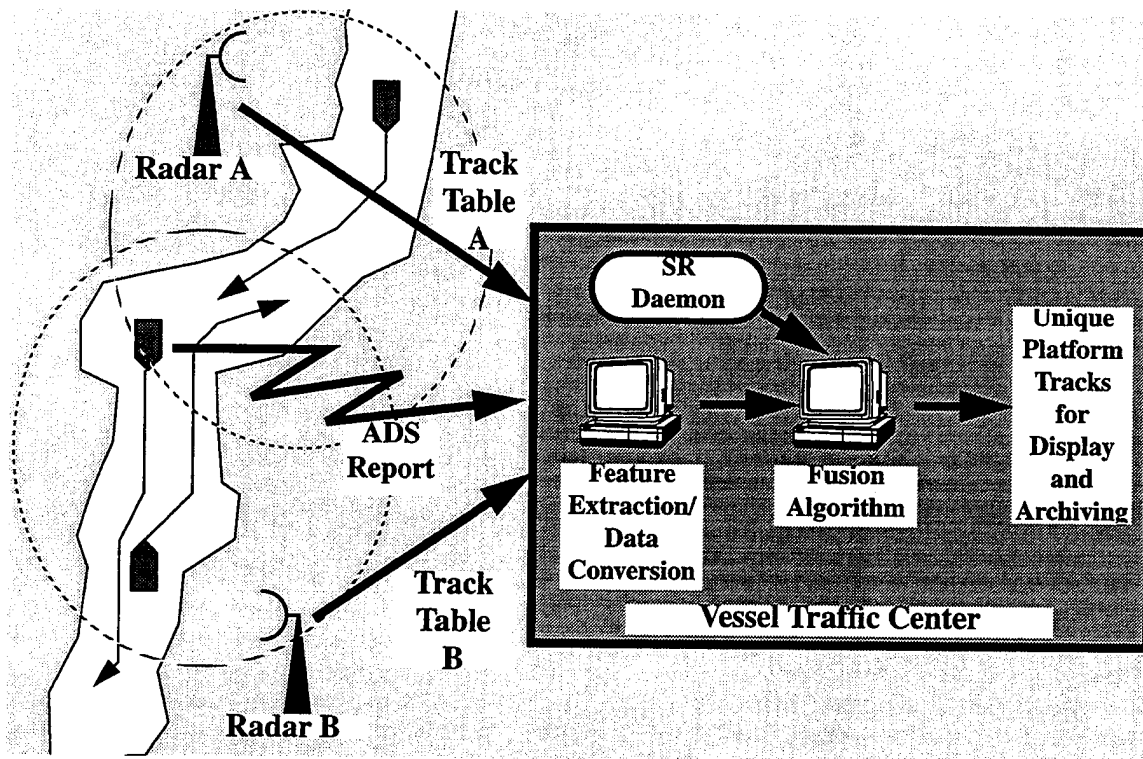 Radar A
Track
Table
A
ADS
Report
Track
Table
B
Radar B
SR
Daemon
Feature
Extraction/
Data
Conversion
Fusion
Algorithm
Unique
Platform
Tracks
for
Display
and
Archiving
Vessel Traffic Center